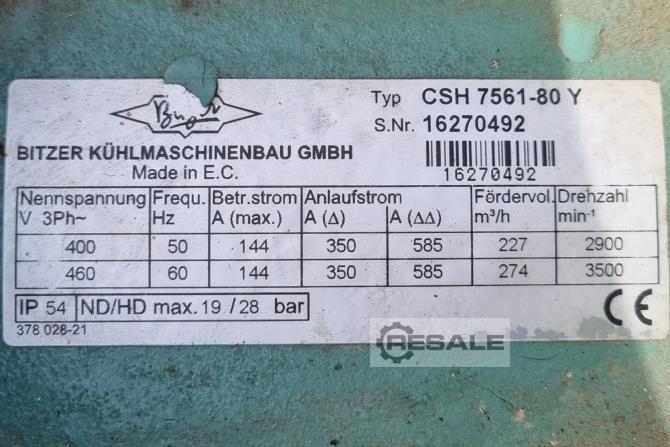 Typ CSH 7561-80 Y
S.Nr. 16270492
16270492
BITZER KÜHLMASCHINENBAU GMBH
Made in E.C.
Nennspannung Frequ. Betr.strom Anlaufstrom Fördervol. Drehzahl
V 3Ph~ Hz A (max.) A (Δ) A (ΔΔ) m³/h min-¹
400 50 144 350 585 227 2900
460 60 144 350 585 274 3500
IP 54 ND/HD max. 19 / 28 bar CE
378 028-21
RESALE